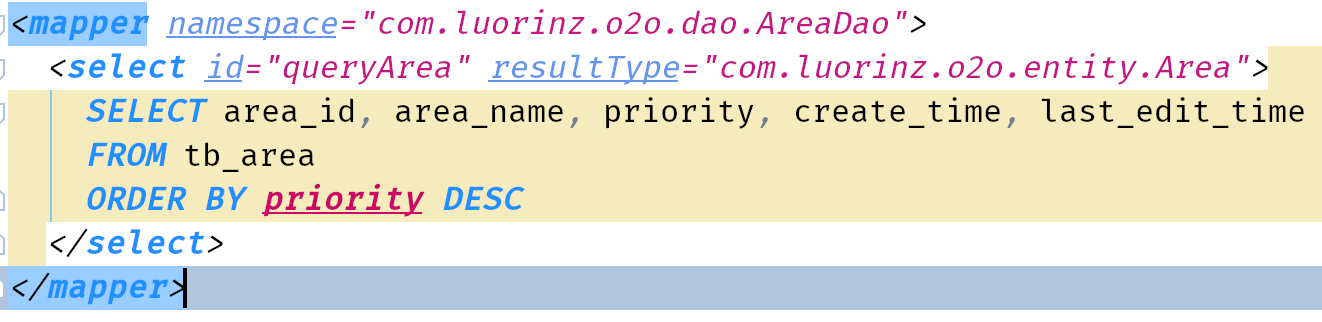 <mapper namespace="com.luorinz.o2o.dao.AreaDao">
<select id="queryArea" resultType="com.luorinz.o2o.entity.Area">
SELECT area_id, area_name, priority, create_time, last_edit_time
FROM tb_area
ORDER BY priority DESC
</select>
</mapper>